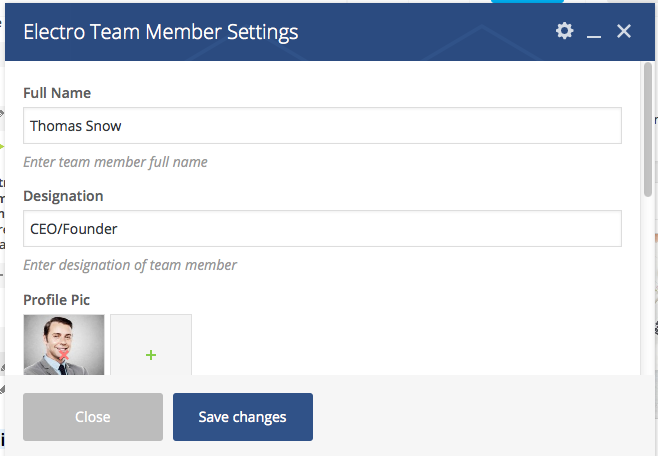 Electro Team Member Settings
Full Name
Thomas Snow
Enter team member full name
Designation
CEO/Founder
Enter designation of team member
Profile Pic
+
Close
Save changes